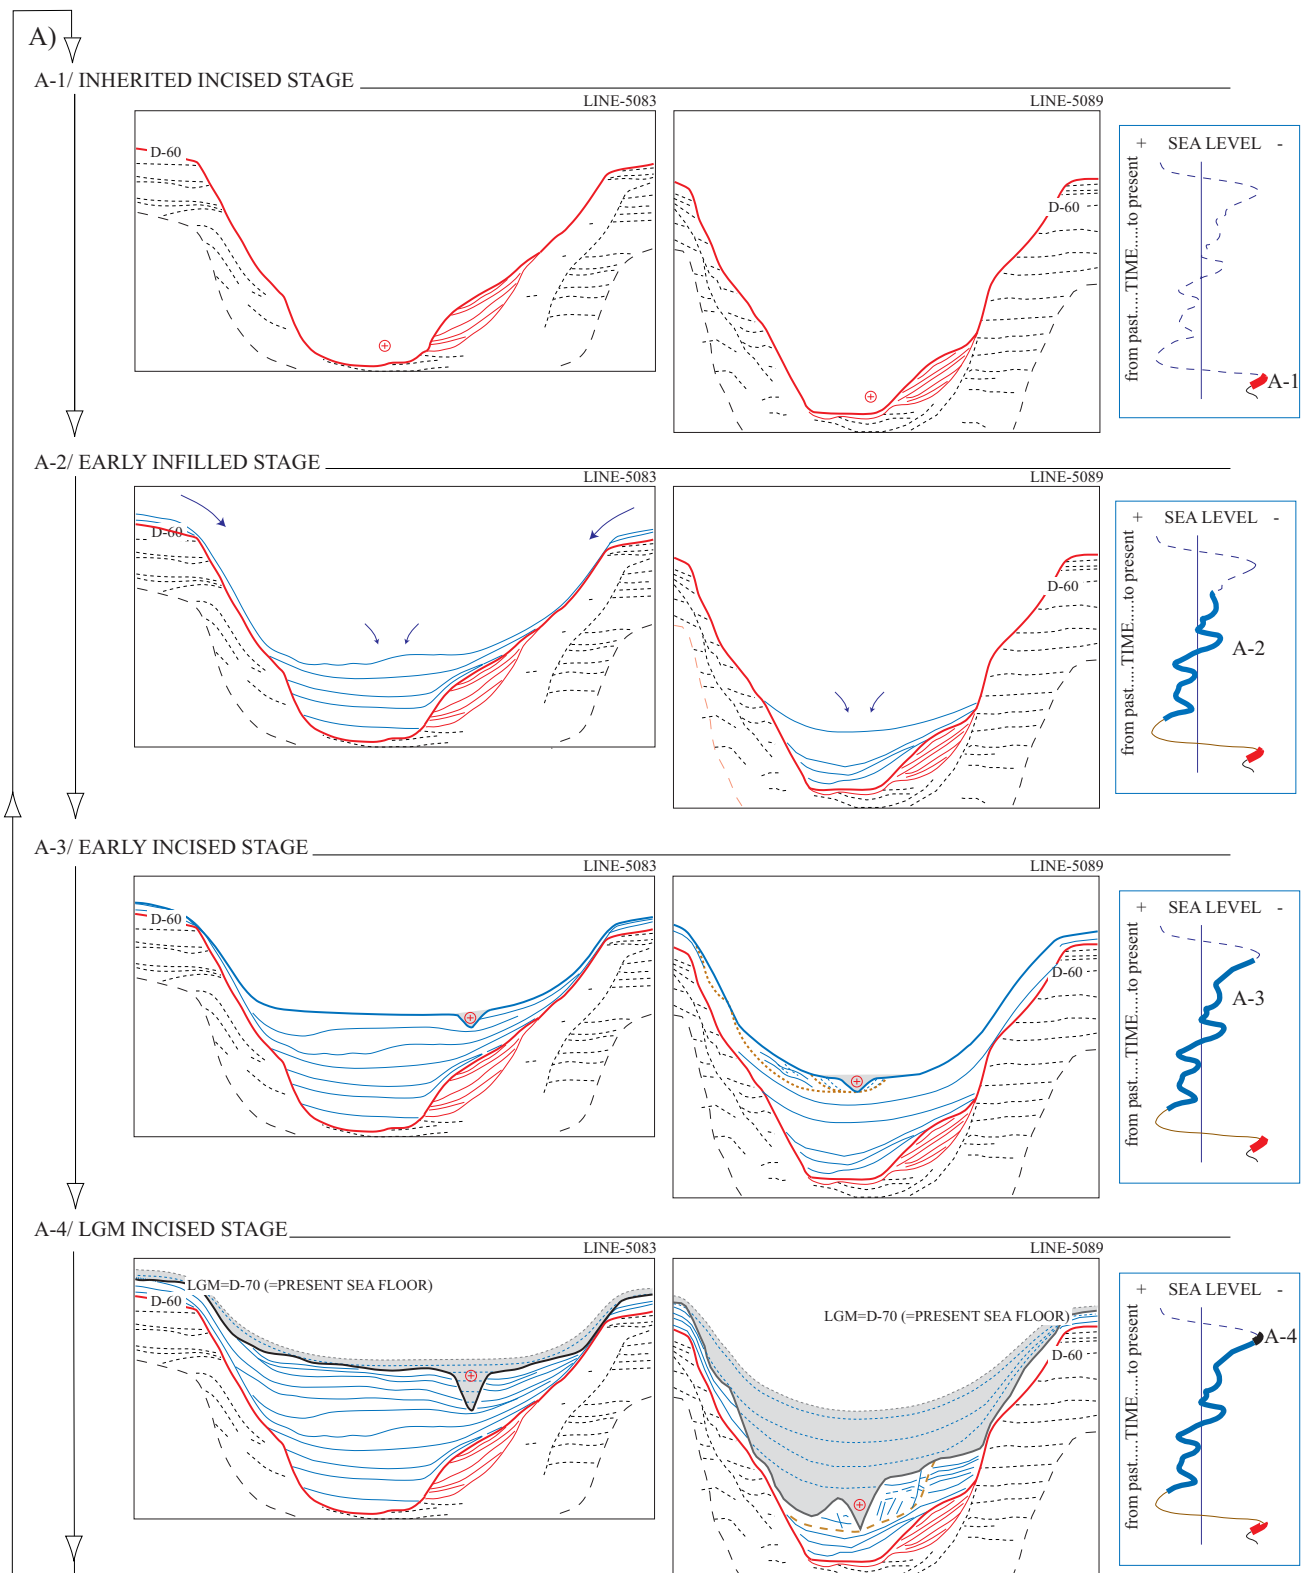 A)
A-1/ INHERITED INCISED STAGE
LINE-5083
LINE-5089
D-60
D-60
+ SEA LEVEL -
from past......TIME.....to present
A-1
A-2/ EARLY INFILLED STAGE
LINE-5083
LINE-5089
D-60
D-60
+ SEA LEVEL -
from past......TIME.....to present
A-2
A-3/ EARLY INCISED STAGE
LINE-5083
LINE-5089
D-60
D-60
+ SEA LEVEL -
from past......TIME.....to present
A-3
A-4/ LGM INCISED STAGE
LINE-5083
LINE-5089
LGM=D-70 (=PRESENT SEA FLOOR)
D-60
LGM=D-70 (=PRESENT SEA FLOOR)
D-60
+ SEA LEVEL -
from past......TIME.....to present
A-4